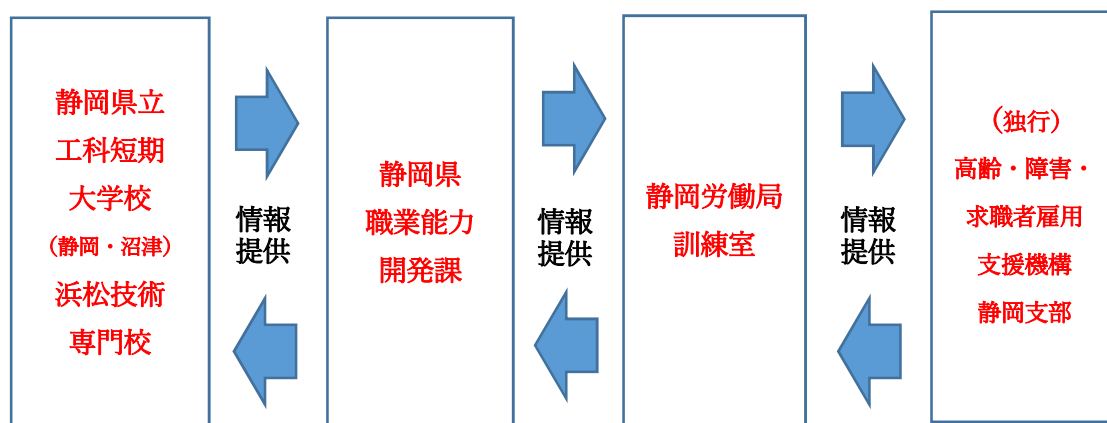 静岡県立
工科短期
大学校
(静岡・沼津)
浜松技術
専門校
情報
提供
静岡県
職業能力
開発課
情報
提供
静岡労働局
訓練室
情報
提供
(独行)
高齢・障害・
求職者雇用
支援機構
静岡支部